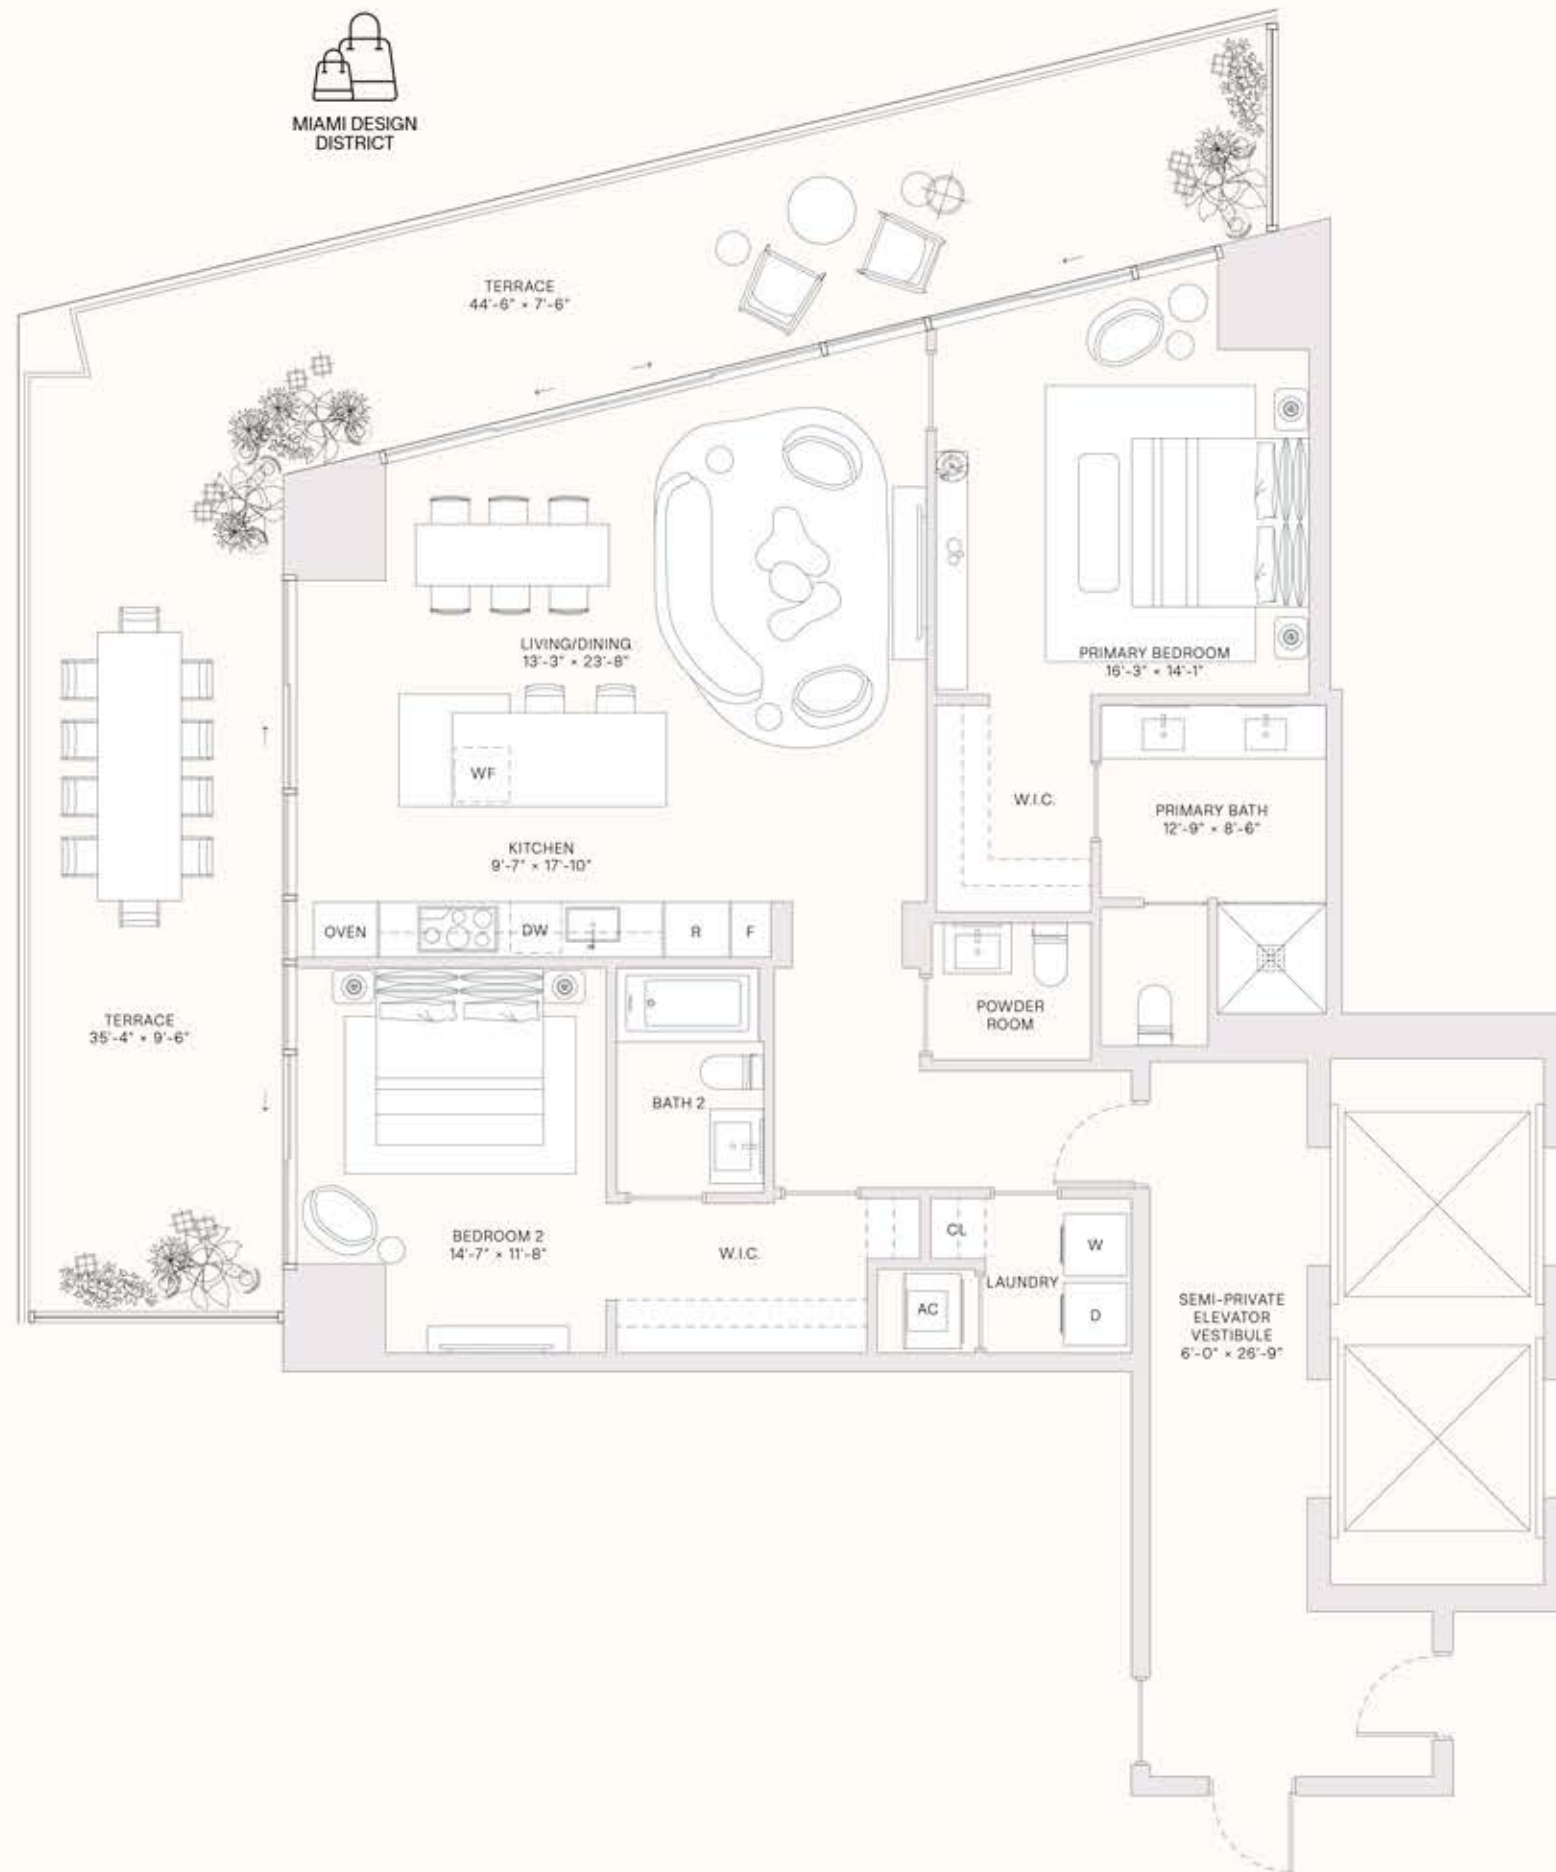 MIAMI DESIGN
DISTRICT
TERRACE
44'-6" × 7'-6"
LIVING/DINING
13'-3" × 23'-8"
PRIMARY BEDROOM
16'-3" × 14'-1"
WF
W.I.C.
PRIMARY BATH
12'-9" × 8'-6"
KITCHEN
9'-7" × 17'-10"
OVEN
DW
R
F
TERRACE
35'-4" × 9'-6"
POWDER
ROOM
BATH 2
BEDROOM 2
14'-7" × 11'-8"
W.I.C.
CL
W
LAUNDRY
AC
D
SEMI-PRIVATE
ELEVATOR
VESTIBULE
6'-0" × 26'-9"